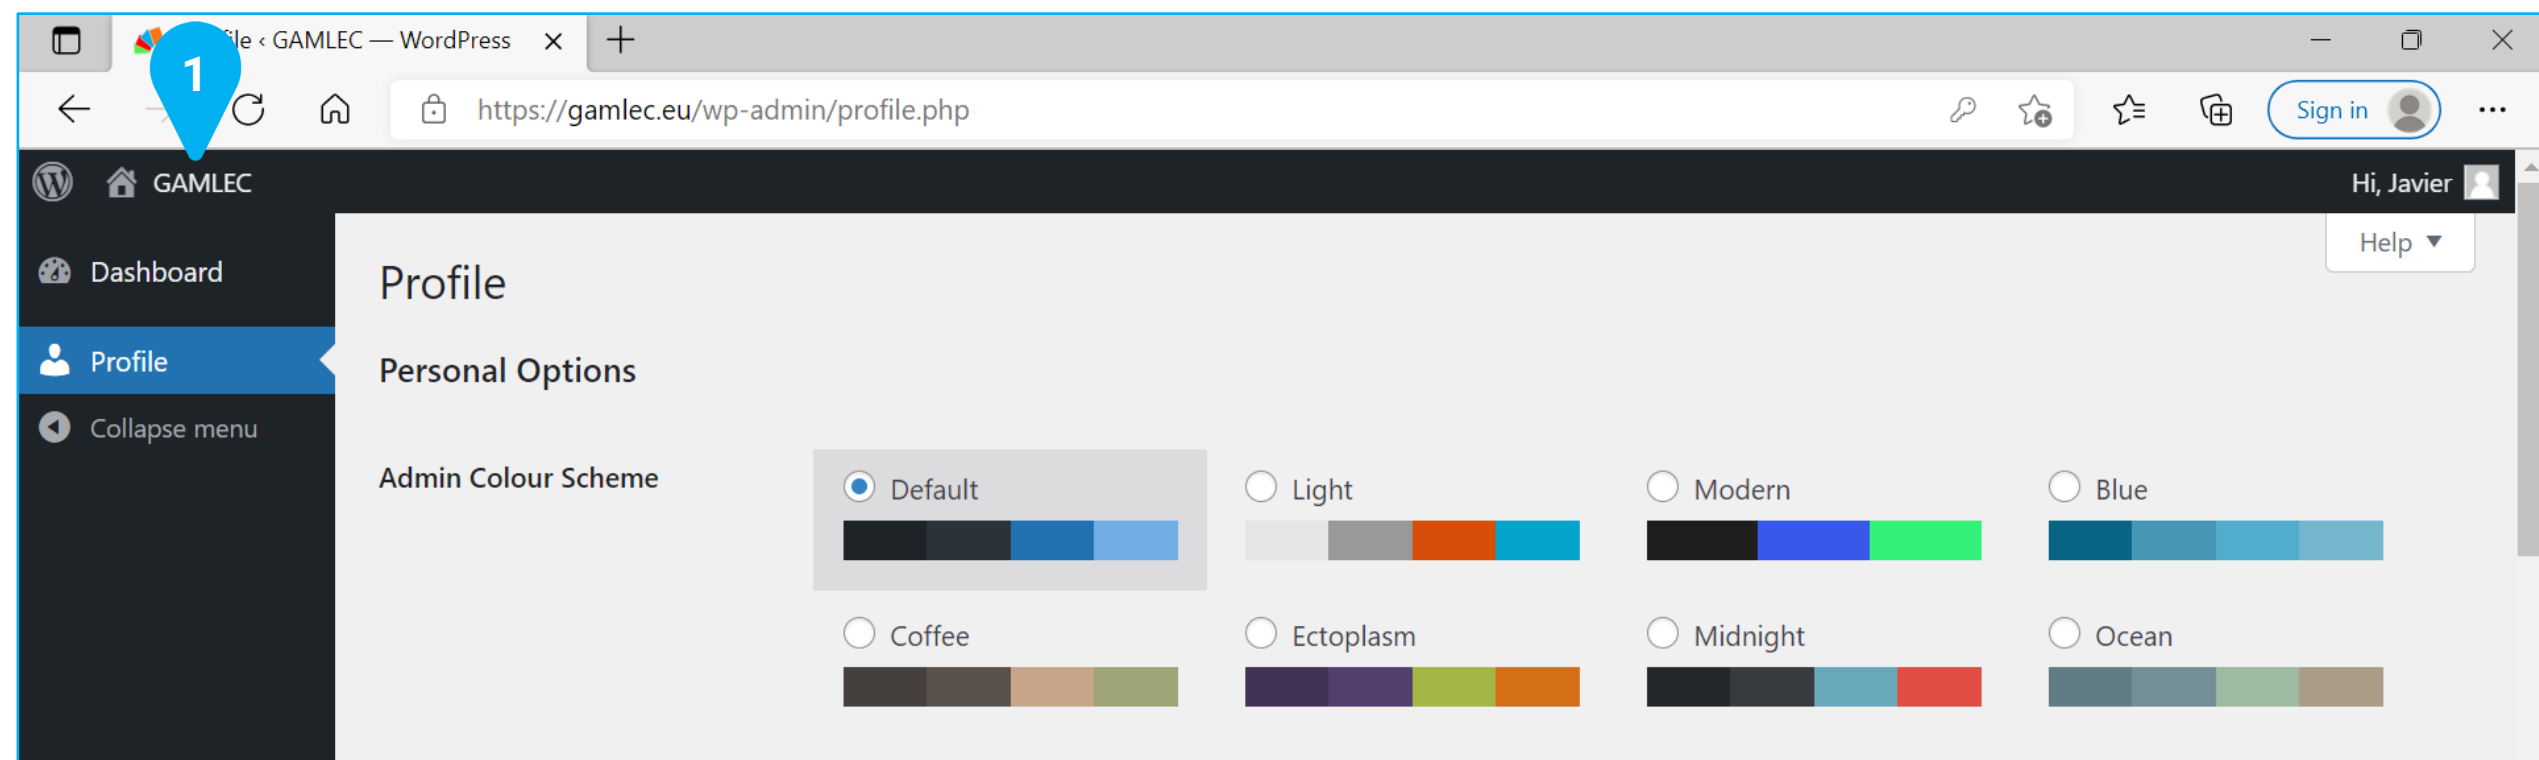 ile ‹ GAMLEC — WordPress
1
https://gamlec.eu/wp-admin/profile.php
Sign in
GAMLEC
Hi, Javier
Help
Dashboard
Profile
Profile
Personal Options
Collapse menu
Admin Colour Scheme
Default
Light
Modern
Blue
Coffee
Ectoplasm
Midnight
Ocean